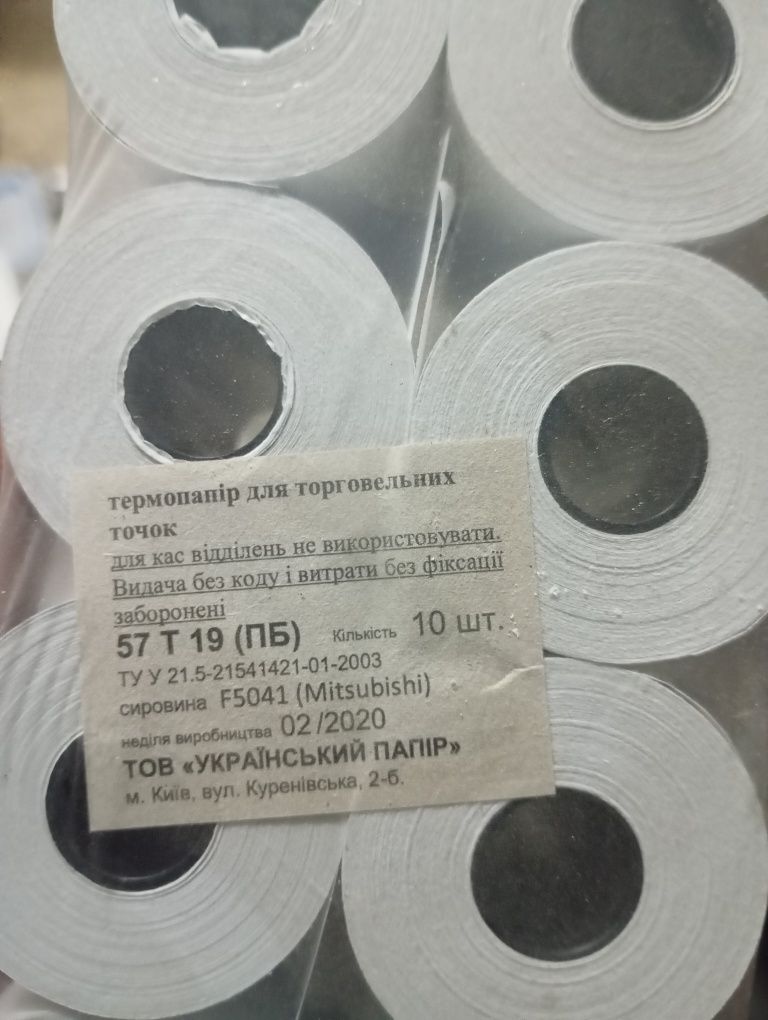 термопапір для торговельних
точок
для кас відділень не використовувати.
Видача без коду і витрати без фіксації
заборонені
57 Т 19 (ПБ) Кількість 10 шт.
ТУ У 21.5-21541421-01-2003
сировина F5041 (Mitsubishi)
неділя виробництва 02/2020
ТОВ «УКРАЇНСЬКИЙ ПАПІР»
м. Київ, вул. Куренівська, 2-б.